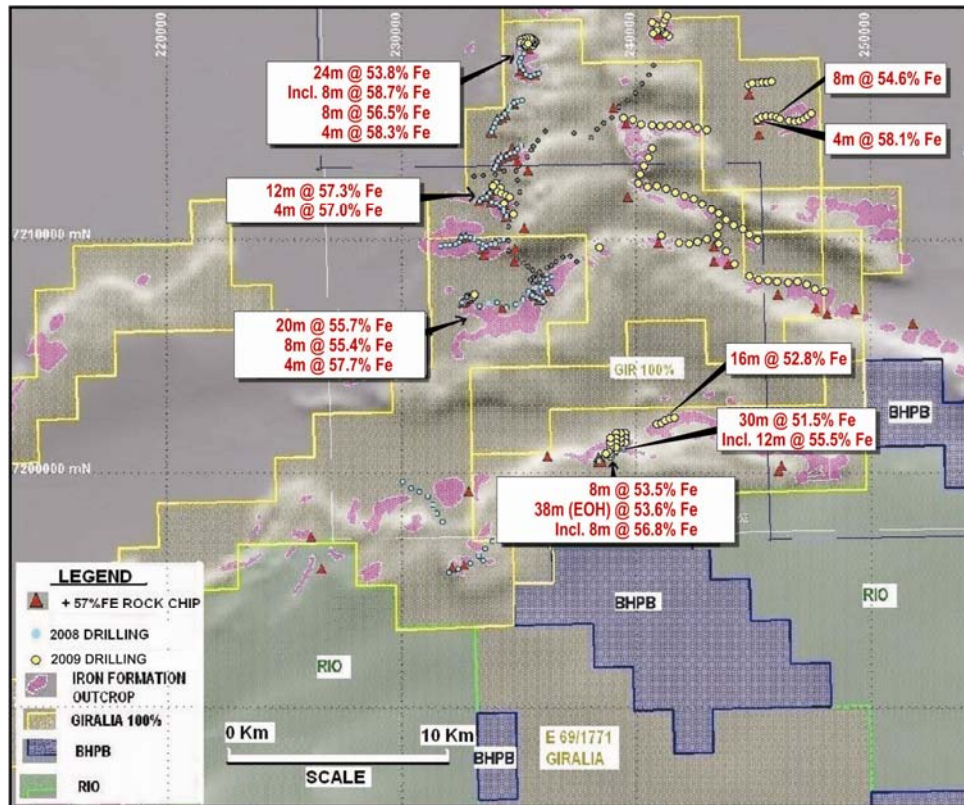 220000
230000
240000
250000
24m @ 53.8% Fe
Incl. 8m @ 58.7% Fe
8m @ 56.5% Fe
4m @ 58.3% Fe
8m @ 54.6% Fe
4m @ 58.1% Fe
12m @ 57.3% Fe
4m @ 57.0% Fe
7210000 mN
20m @ 55.7% Fe
8m @ 55.4% Fe
4m @ 57.7% Fe
GIR 100%
16m @ 52.8% Fe
BHPB
30m @ 51.5% Fe
Incl. 12m @ 55.5% Fe
7200000 mN
8m @ 53.5% Fe
38m (EOH) @ 53.6% Fe
Incl. 8m @ 56.8% Fe
BHPB
RIO
RIO
LEGEND
+ 57%FE ROCK CHIP
2008 DRILLING
2009 DRILLING
IRON FORMATION
OUTCROP
GIRALIA 100%
BHPB
RIO
0 Km
10 Km
SCALE
BHPB
E 69/1771
GIRALIA